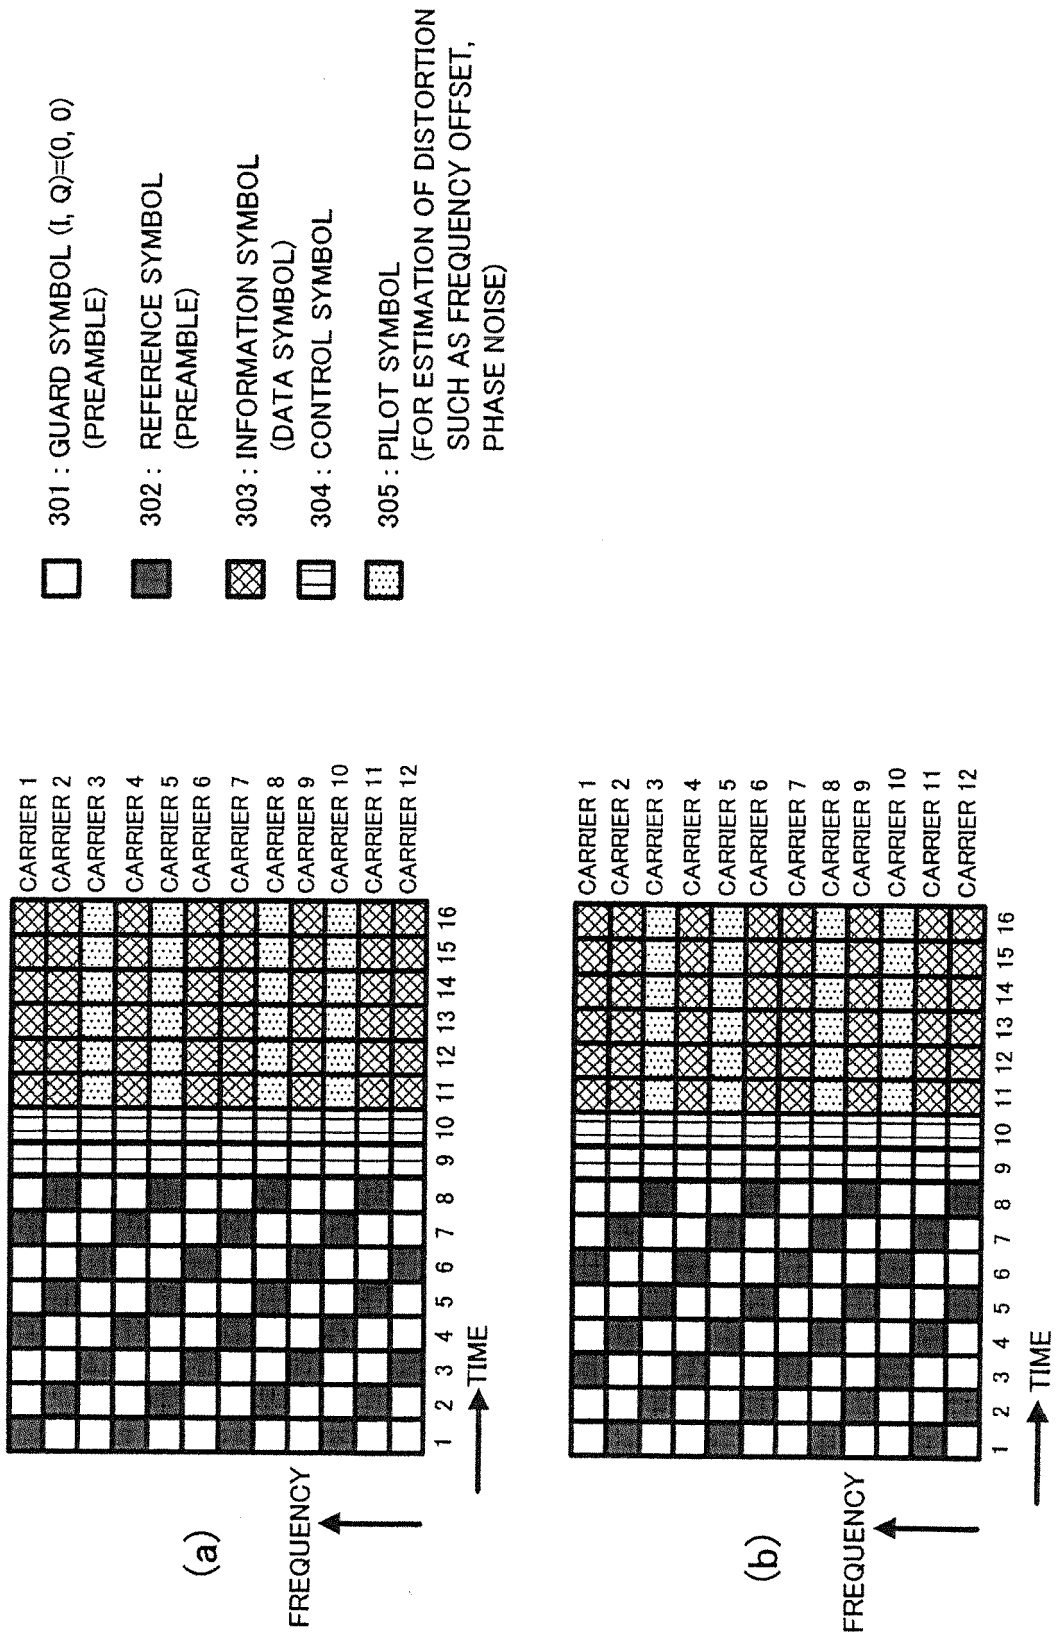 (a)
FREQUENCY
CARRIER 1
CARRIER 2
CARRIER 3
CARRIER 4
CARRIER 5
CARRIER 6
CARRIER 7
CARRIER 8
CARRIER 9
CARRIER 10
CARRIER 11
CARRIER 12
1 2 3 4 5 6 7 8 9 10 11 12 13 14 15 16
TIME
301 : GUARD SYMBOL (I, Q)=(0, 0)
(PREAMBLE)
302 : REFERENCE SYMBOL
(PREAMBLE)
303 : INFORMATION SYMBOL
(DATA SYMBOL)
304 : CONTROL SYMBOL
305 : PILOT SYMBOL
(FOR ESTIMATION OF DISTORTION
SUCH AS FREQUENCY OFFSET,
PHASE NOISE)
(b)
FREQUENCY
CARRIER 1
CARRIER 2
CARRIER 3
CARRIER 4
CARRIER 5
CARRIER 6
CARRIER 7
CARRIER 8
CARRIER 9
CARRIER 10
CARRIER 11
CARRIER 12
1 2 3 4 5 6 7 8 9 10 11 12 13 14 15 16
TIME